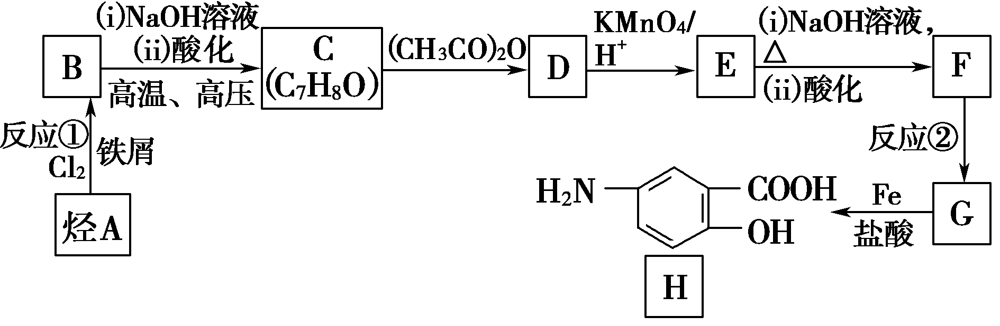 (i)NaOH溶液
(ii)酸化
高温、高压
B
C
(C₇H₈O)
(CH₃CO)₂O
D
KMnO₄/
H⁺
E
(i)NaOH溶液,
△
(ii)酸化
F
反应①
Cl₂
铁屑
烃A
反应②
G
Fe
盐酸
H₂N
COOH
OH
H